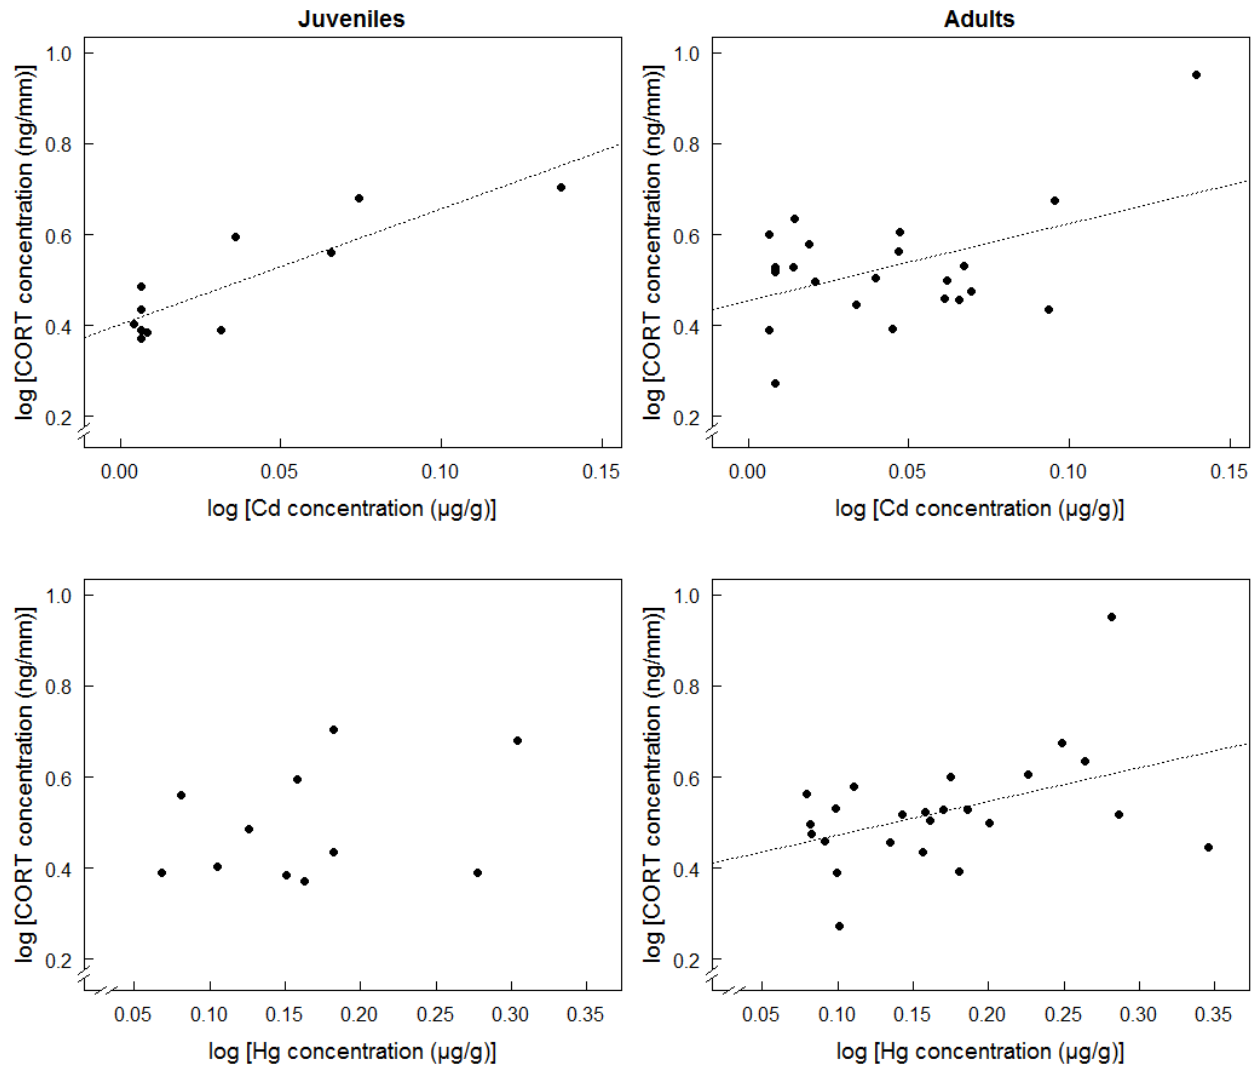 Juveniles
Adults
log [CORT concentration (ng/mm)]
1.0
0.8
0.6
0.4
0.2
0.00 0.05 0.10 0.15
log [Cd concentration (µg/g)]
log [CORT concentration (ng/mm)]
1.0
0.8
0.6
0.4
0.2
0.00 0.05 0.10 0.15
log [Cd concentration (µg/g)]
log [CORT concentration (ng/mm)]
1.0
0.8
0.6
0.4
0.2
0.05 0.10 0.15 0.20 0.25 0.30 0.35
log [Hg concentration (µg/g)]
log [CORT concentration (ng/mm)]
1.0
0.8
0.6
0.4
0.2
0.05 0.10 0.15 0.20 0.25 0.30 0.35
log [Hg concentration (µg/g)]